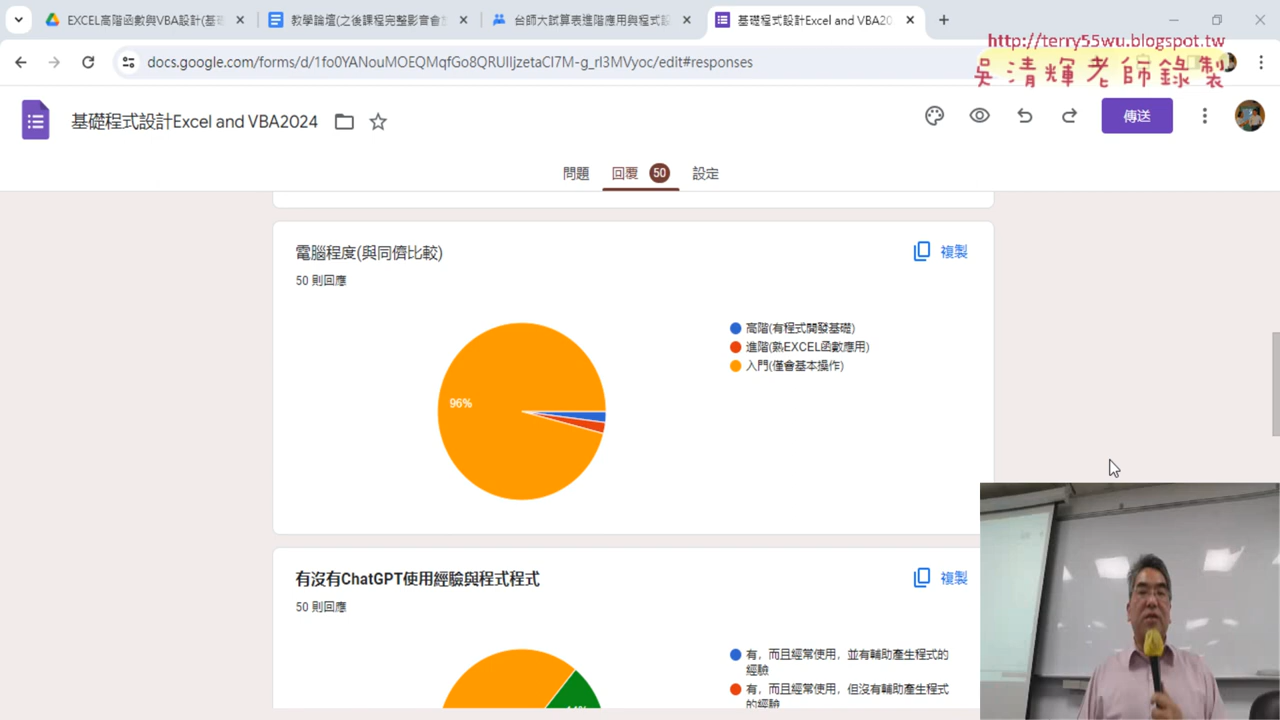 EXCEL高階函數與VBA設計(基礎
教學論壇(之後課程完整影音會
台師大試算表進階應用與程式設
基礎程式設計Excel and VBA20
http://terry55wu.blogspot.tw
吳清輝老師錄製
docs.google.com/forms/d/1fo0YANouMOEQMqfGo8QRUIIjzetaCI7M-g_rI3MVyoc/edit#responses
基礎程式設計Excel and VBA2024
傳送
問題
回覆 50
設定
電腦程度(與同儕比較)
複製
50 則回應
高階(有程式開發基礎)
進階(熟EXCEL函數應用)
入門(僅會基本操作)
96%
有沒有ChatGPT使用經驗與程式程式
複製
50 則回應
有，而且經常使用，並有輔助產生程式的
經驗
有，而且經常使用，但沒有輔助產生程式
的經驗
14%